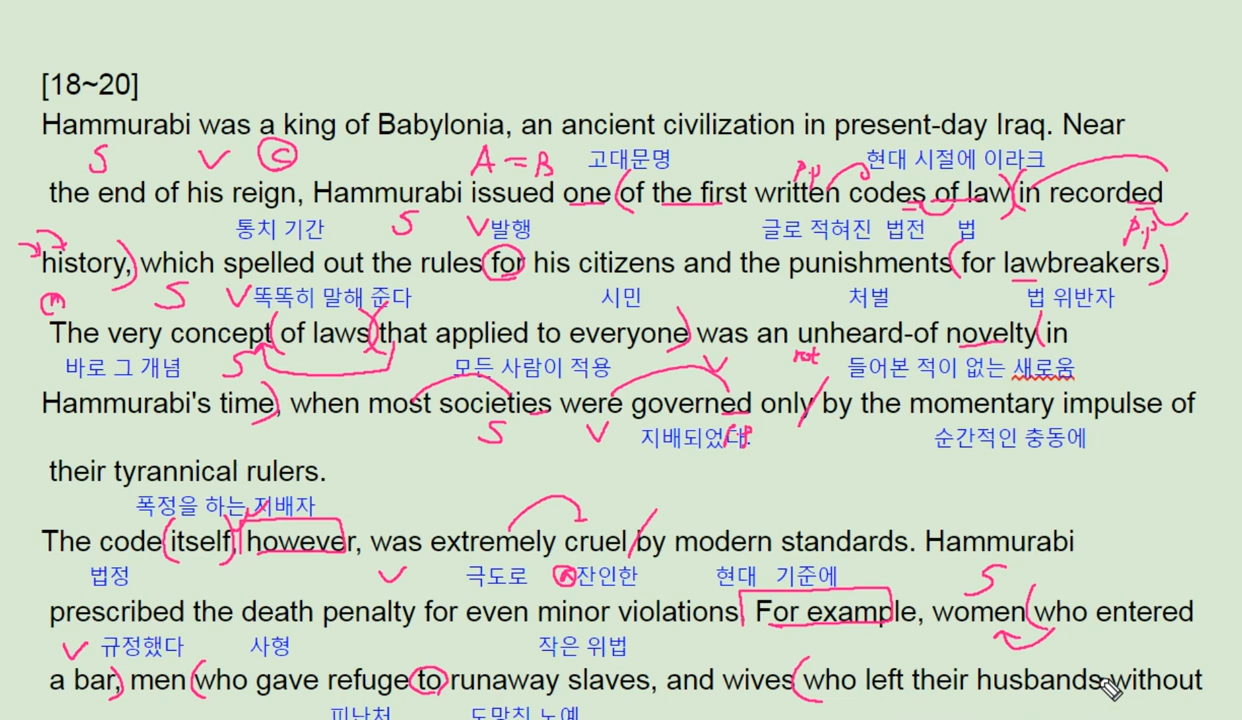 [18~20]
Hammurabi was a king of Babylonia, an ancient civilization in present-day Iraq. Near
S V C A = B 고대문명 p.p 현대 시절에 이라크
the end of his reign, Hammurabi issued one of the first written codes of law in recorded
통치 기간 S V 발행 글로 적혀진 법전 법 p.p
history, which spelled out the rules for his citizens and the punishments for lawbreakers.
m S V 똑똑히 말해 준다 시민 처벌 법 위반자
The very concept of laws that applied to everyone was an unheard-of novelty in
바로 그 개념 S 모든 사람이 적용 V not 들어본 적이 없는 새로움
Hammurabi's time, when most societies were governed only by the momentary impulse of
S V 지배되었다. p.p 순간적인 충동에
their tyrannical rulers.
폭정을 하는 지배자
The code itself, however, was extremely cruel by modern standards. Hammurabi
법정 V 극도로 잔인한 현대 기준에 S
prescribed the death penalty for even minor violations. For example, women who entered
V 규정했다 사형 작은 위법
a bar, men who gave refuge to runaway slaves, and wives who left their husbands without
피난처 도망친 노예